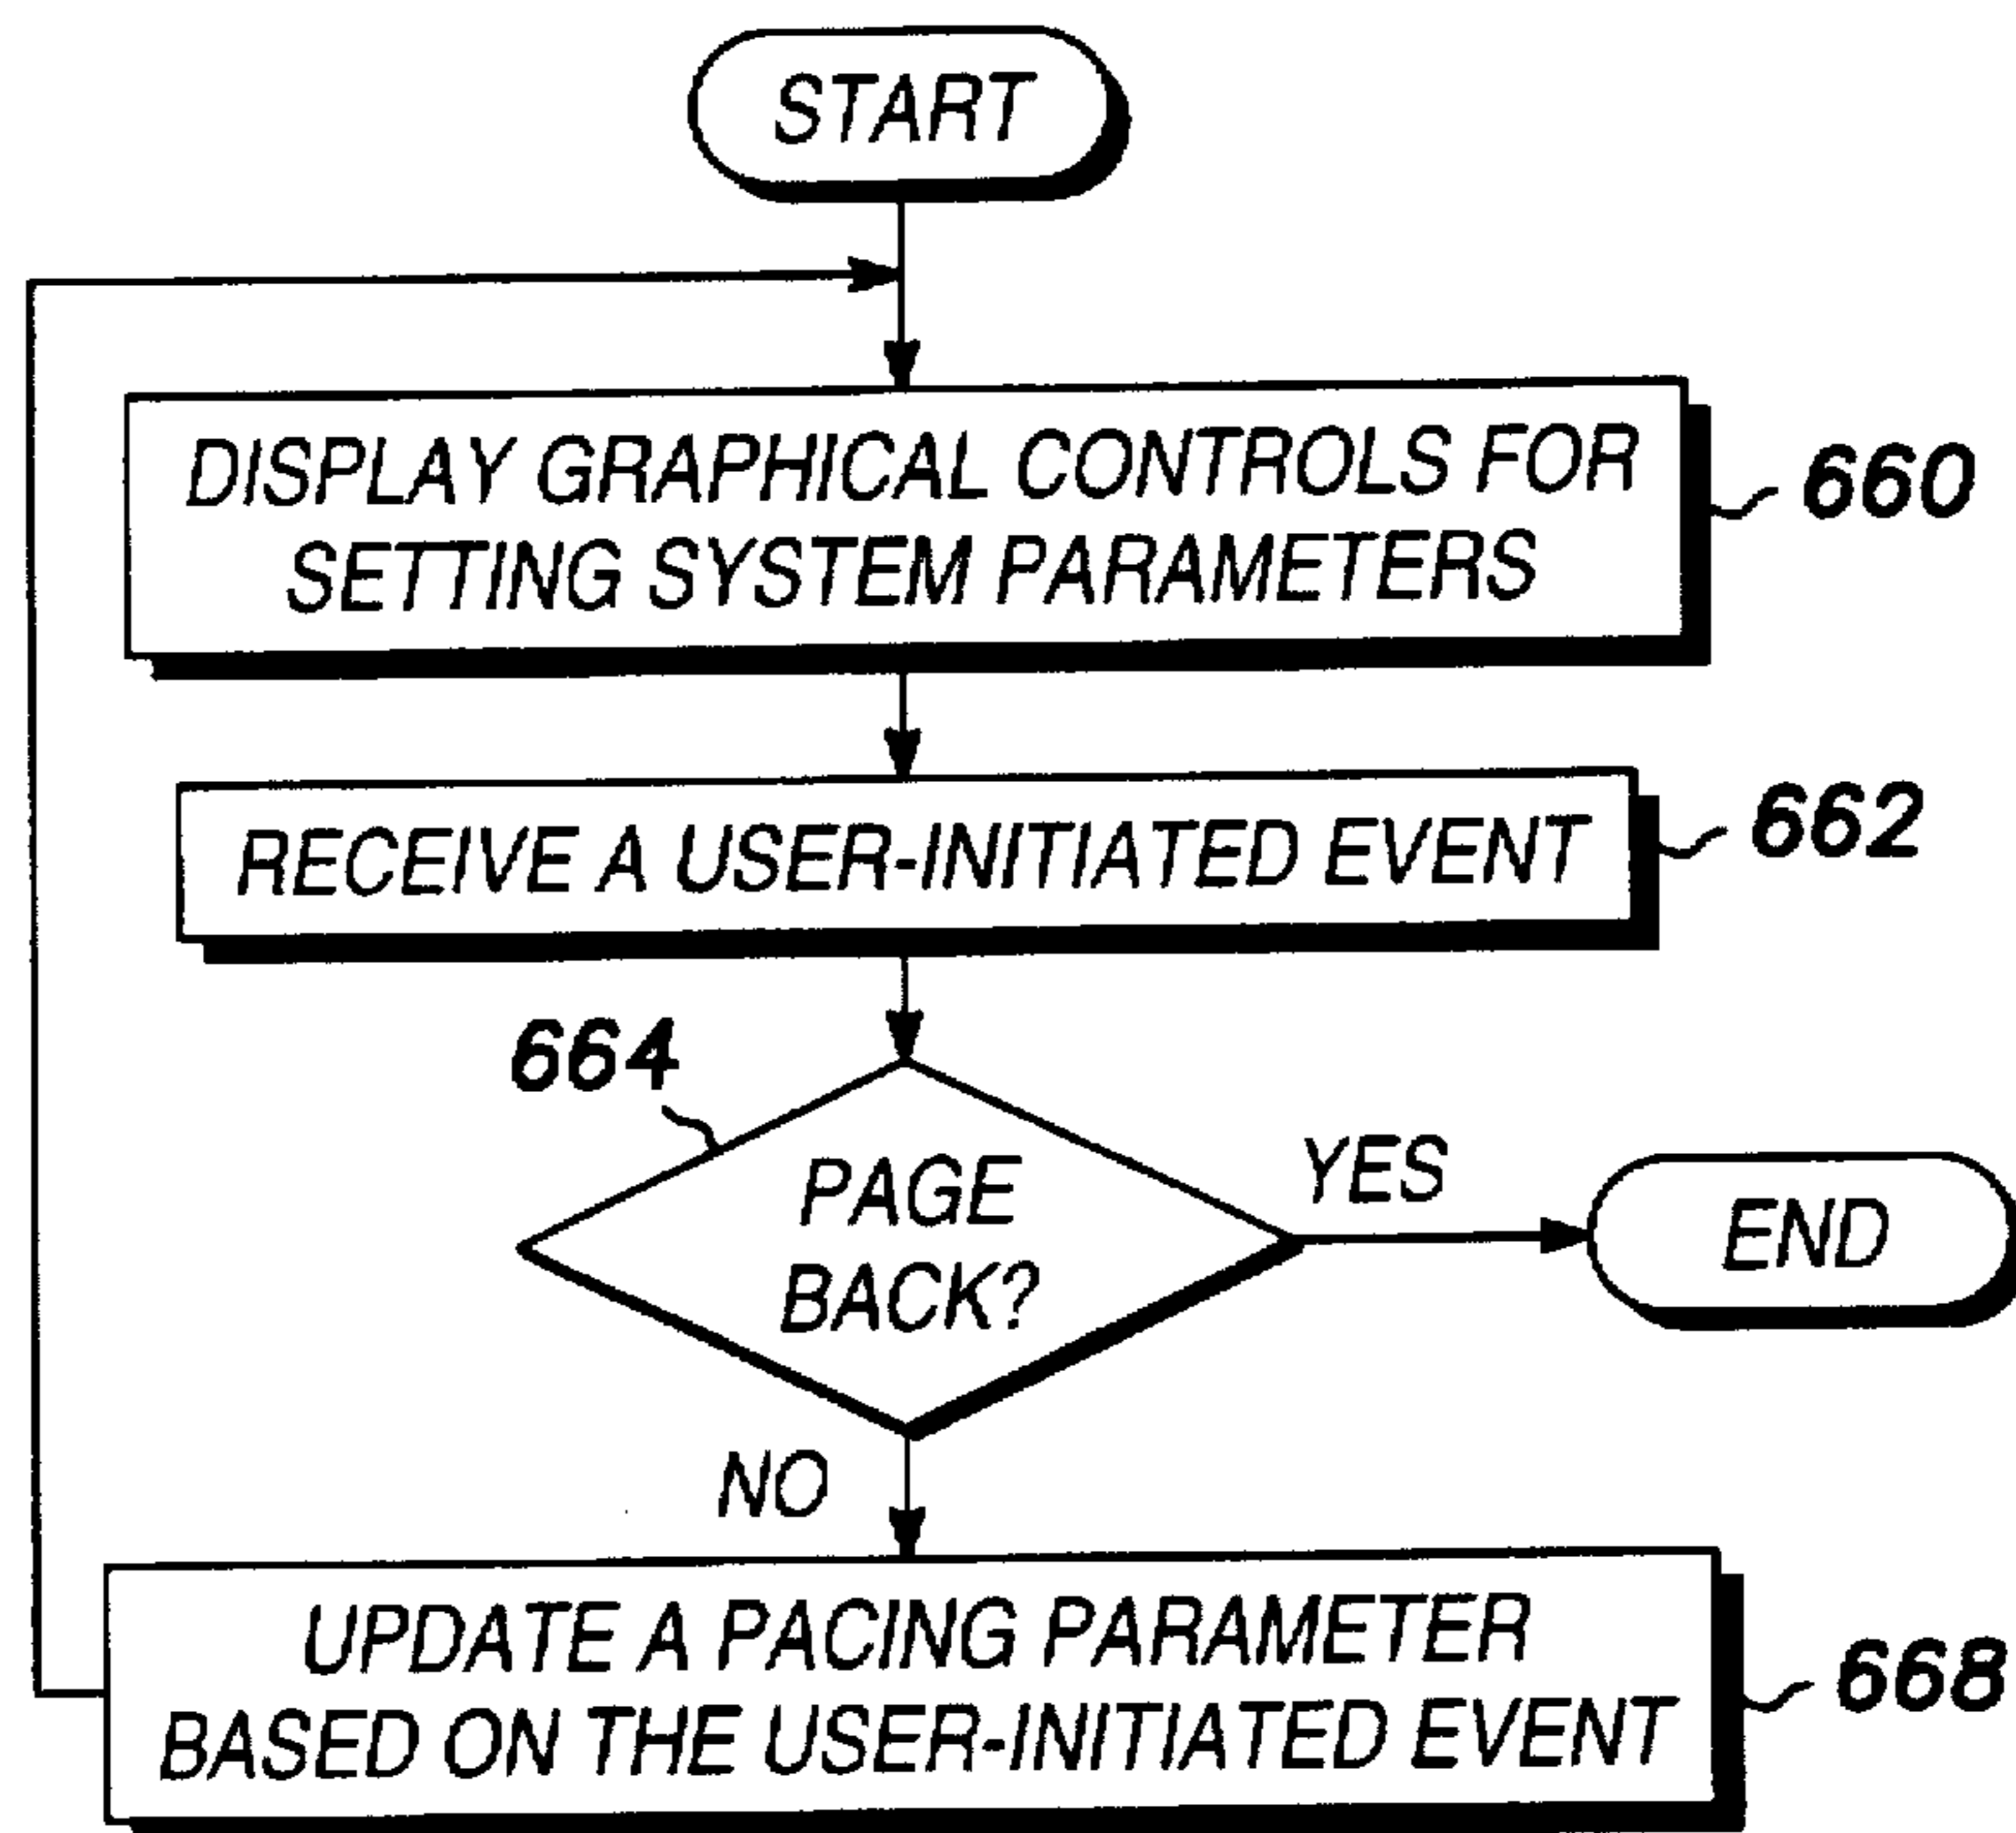 START
DISPLAY GRAPHICAL CONTROLS FOR
SETTING SYSTEM PARAMETERS
660
RECEIVE A USER-INITIATED EVENT
662
664
PAGE
BACK?
YES
END
NO
UPDATE A PACING PARAMETER
BASED ON THE USER-INITIATED EVENT
668